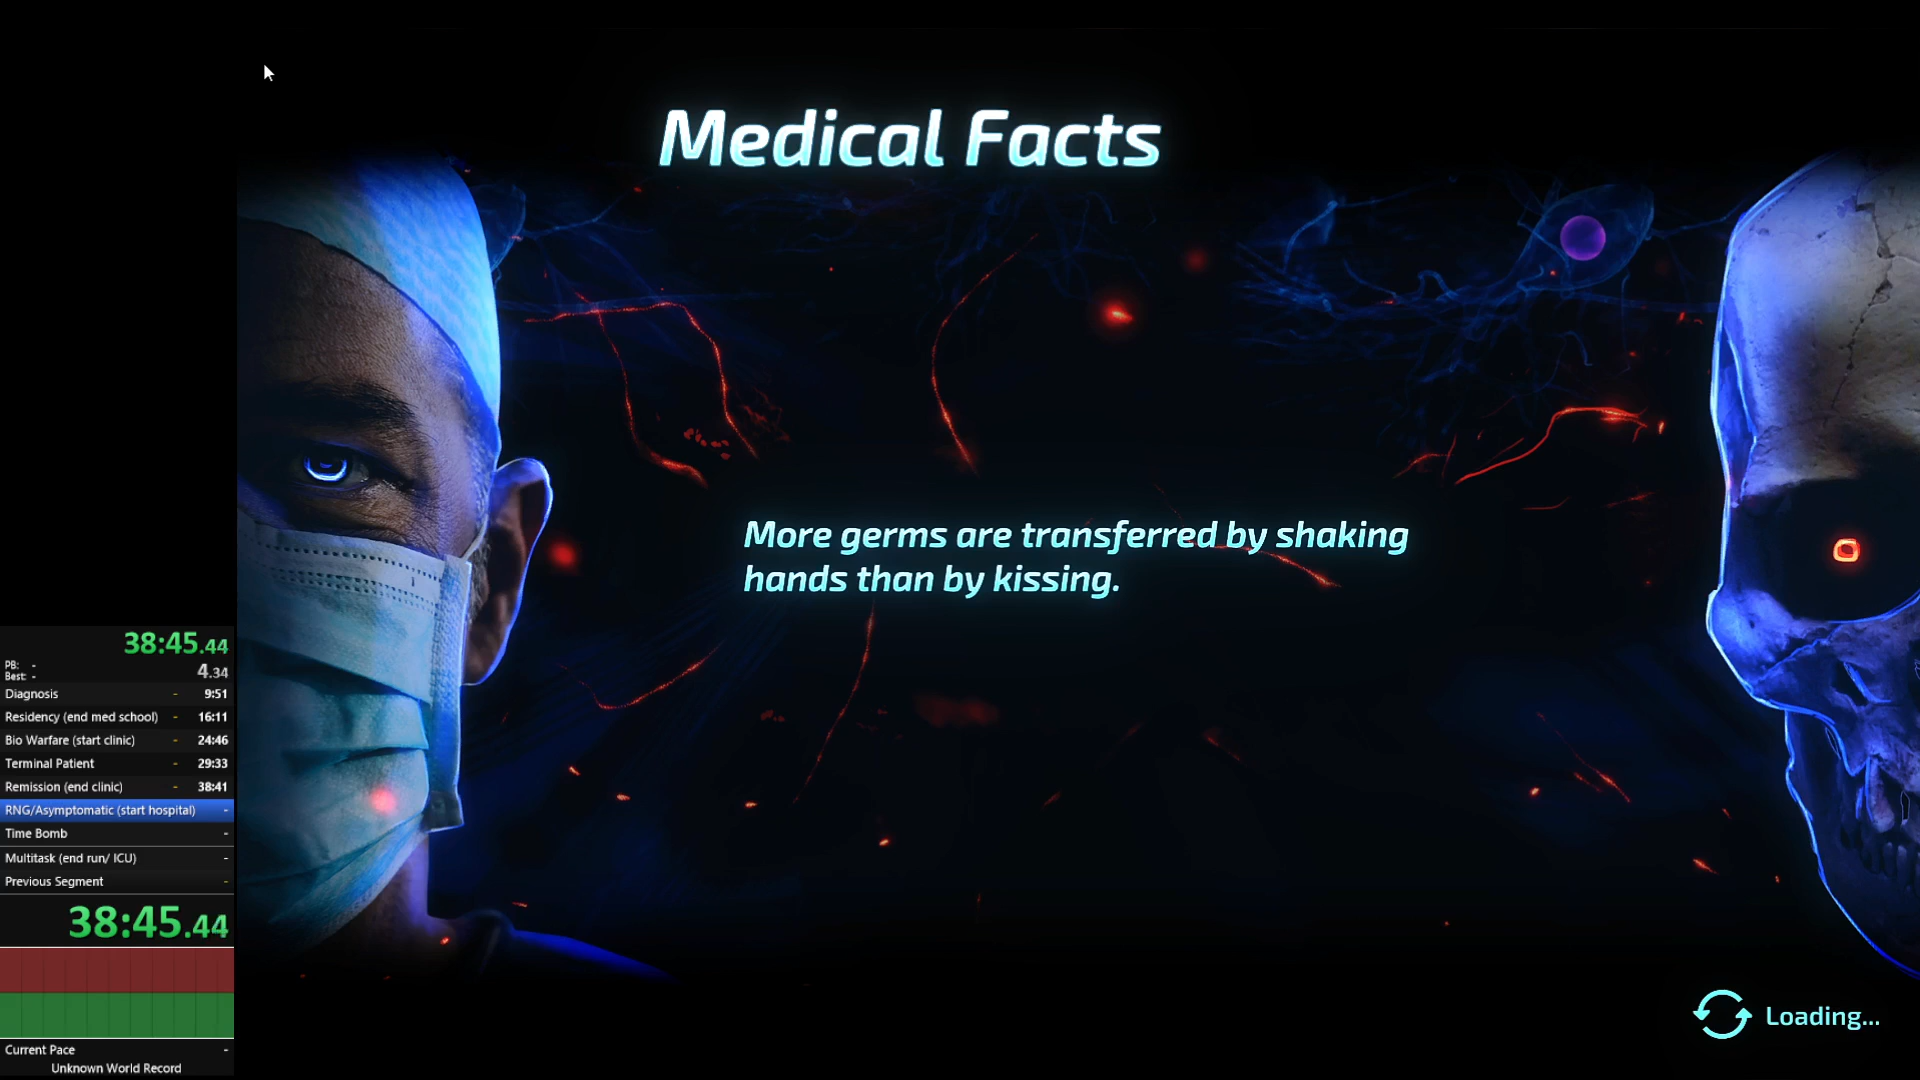 Medical Facts
More germs are transferred by shaking
hands than by kissing.
38:45.44
PB: -
Best: -
4.34
Diagnosis - 9:51
Residency (end med school) - 16:11
Bio Warfare (start clinic) - 24:46
Terminal Patient - 29:33
Remission (end clinic) - 38:41
RNG/Asymptomatic (start hospital) -
Time Bomb -
Multitask (end run/ ICU) -
Previous Segment -
38:45.44
Current Pace -
Unknown World Record
Loading...